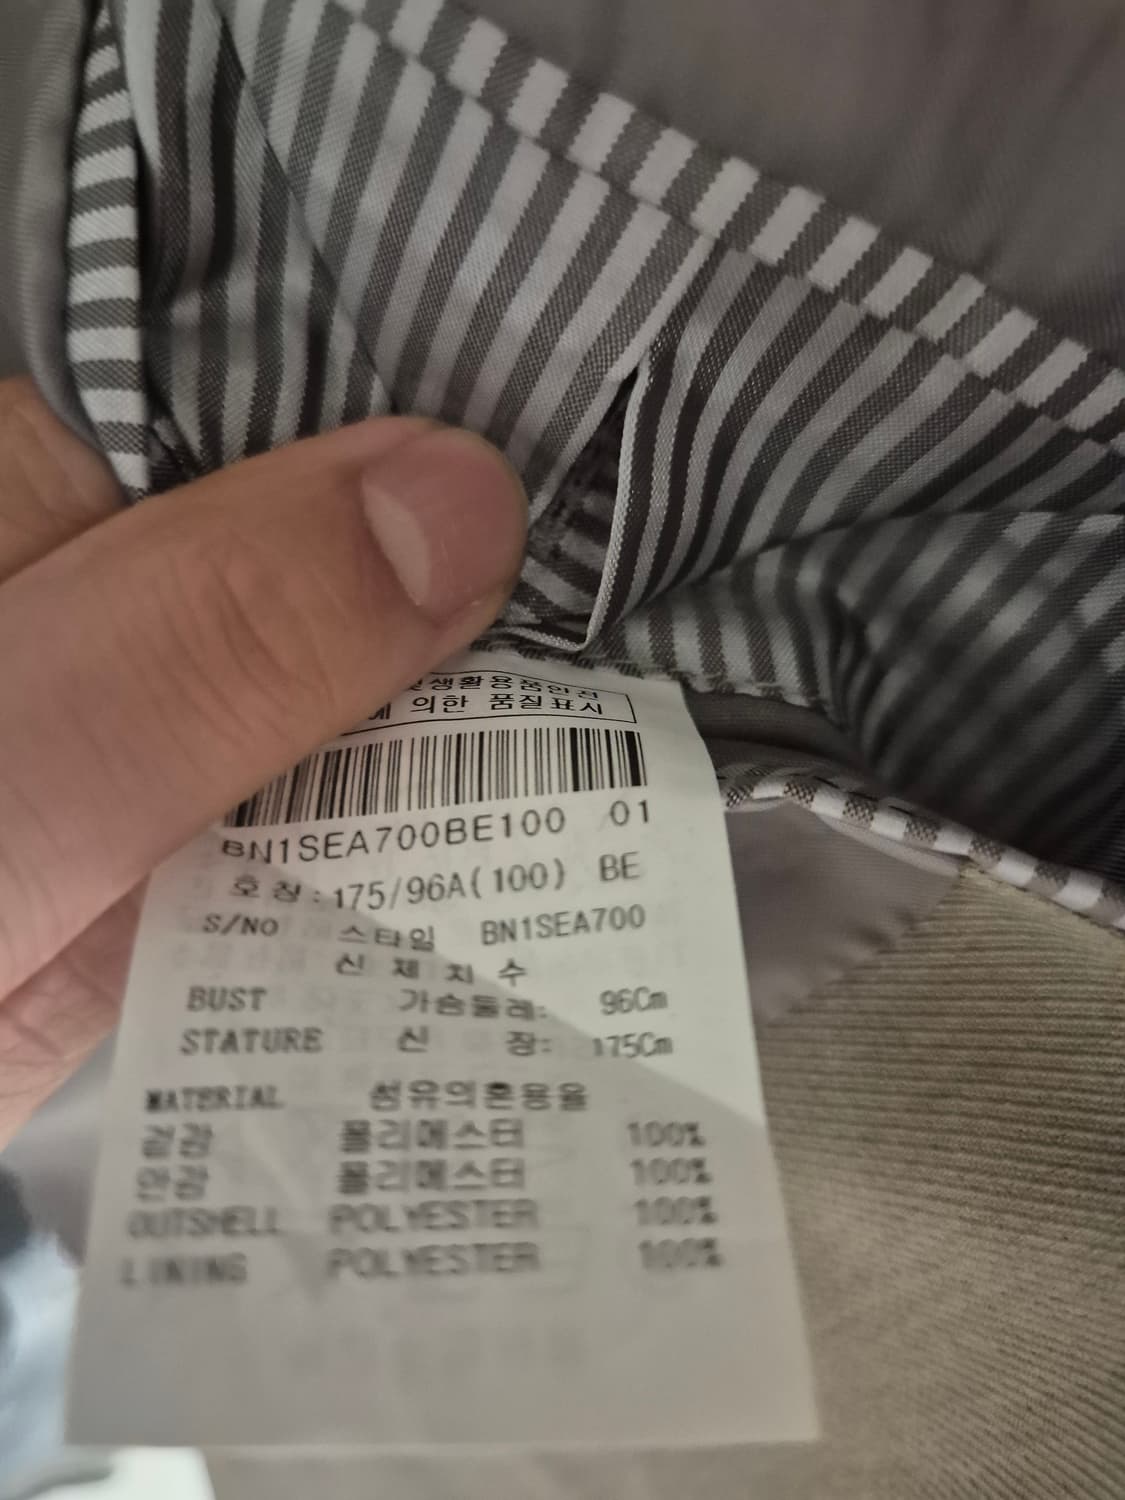 생활용품안전
에 의한 품질표시
BN1SEA700BE100 01
호칭:175/96A(100) BE
S/NO 스타일 BN1SEA700
신체치수
BUST 가슴둘레: 96Cm
STATURE 신 장: 175Cm
MATERIAL 섬유의혼용율
겉감 폴리에스터 100%
안감 폴리에스터 100%
OUTSHELL POLYESTER 100%
LINING POLYESTER 100%